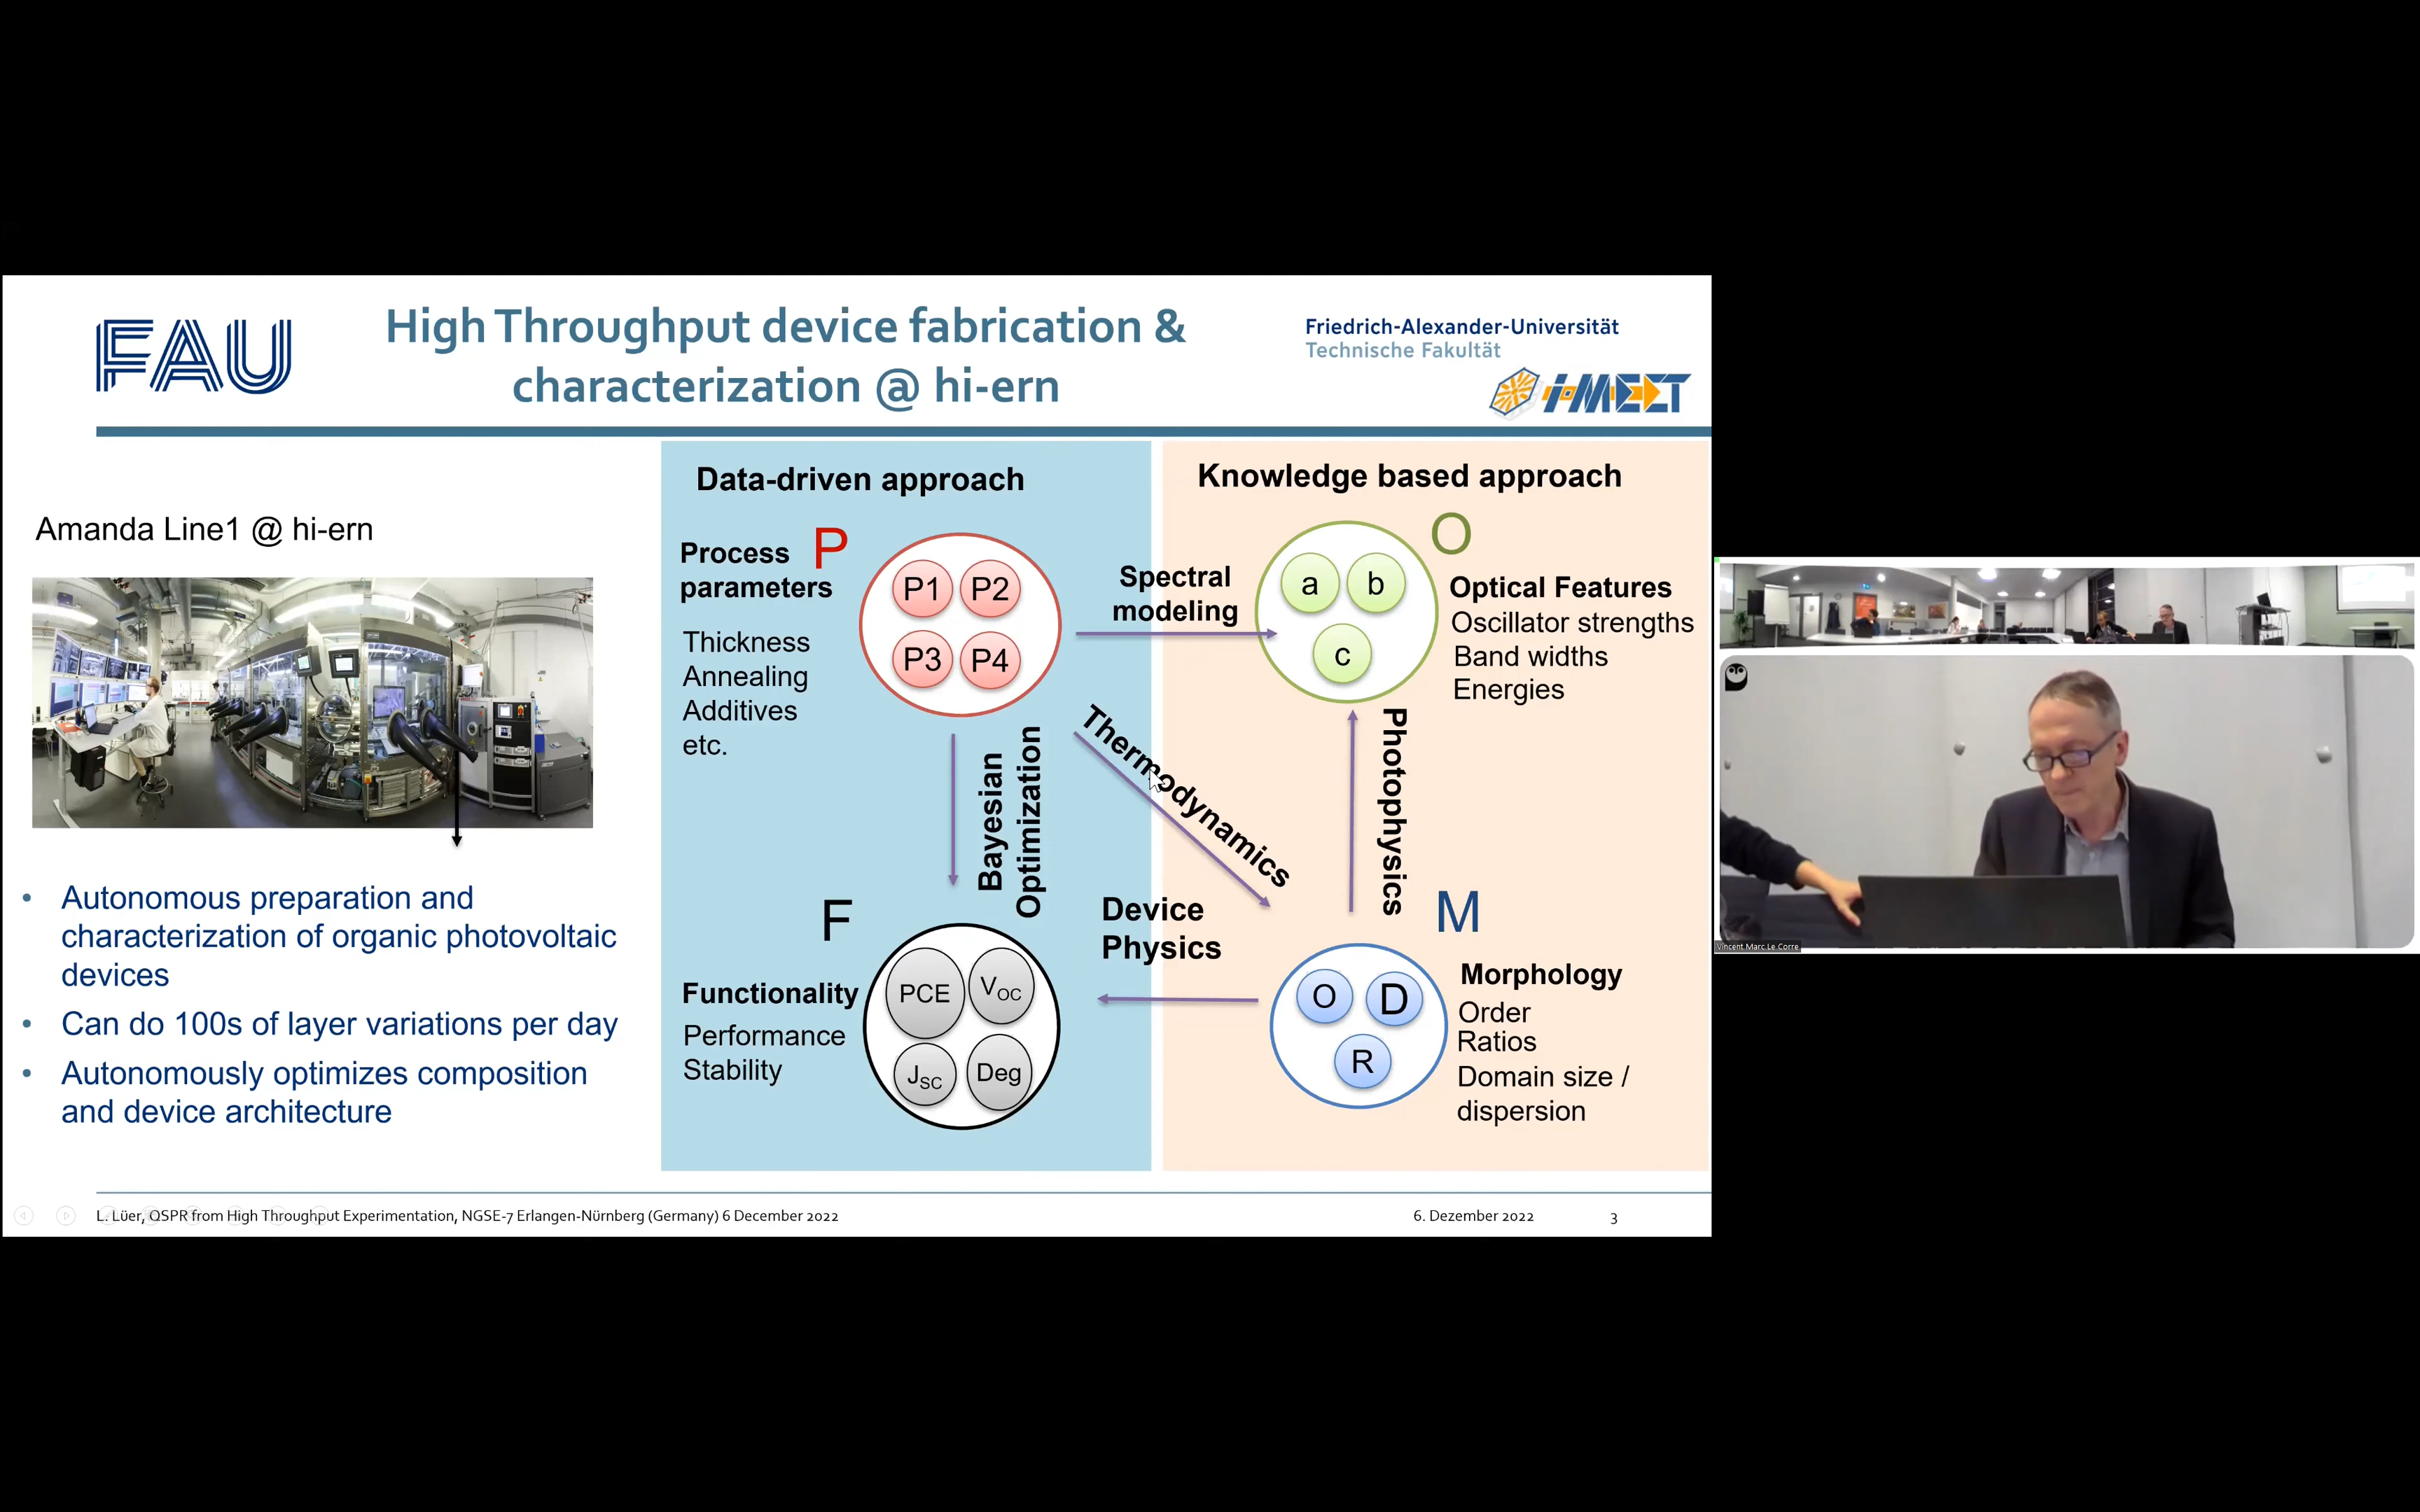 FAU
High Throughput device fabrication &
characterization @ hi-ern
Friedrich-Alexander-Universität
Technische Fakultät
i-MEET
Amanda Line1 @ hi-ern
• Autonomous preparation and
characterization of organic photovoltaic
devices
• Can do 100s of layer variations per day
• Autonomously optimizes composition
and device architecture
Data-driven approach
Process P
parameters
Thickness
Annealing
Additives
etc.
P1 P2
P3 P4
Bayesian
Optimization
F
Functionality
Performance
Stability
PCE VOC
JSC Deg
Spectral
modeling
Thermodynamics
Device
Physics
Knowledge based approach
O
a b
c
Optical Features
Oscillator strengths
Band widths
Energies
Photophysics
M
O D
R
Morphology
Order
Ratios
Domain size /
dispersion
L. Lüer, QSPR from High Throughput Experimentation, NGSE-7 Erlangen-Nürnberg (Germany) 6 December 2022
6. Dezember 2022
3
Vincent Marc Le Corre